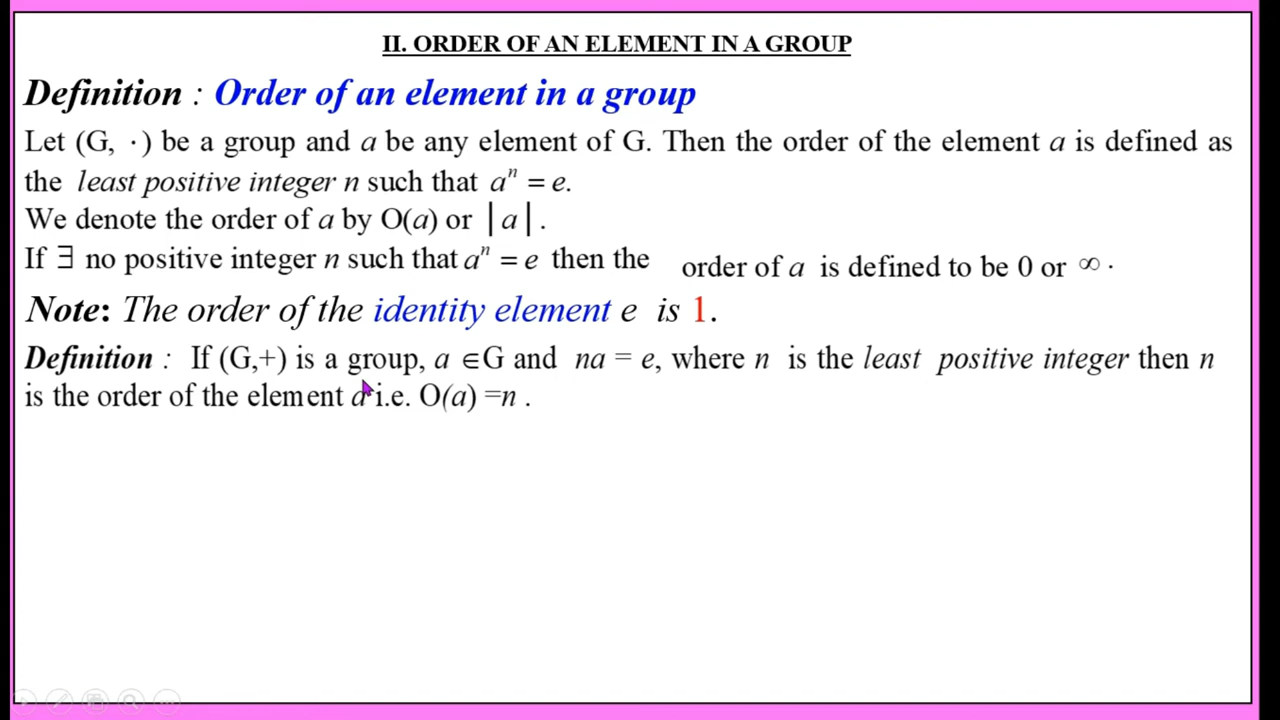 II. ORDER OF AN ELEMENT IN A GROUP
Definition : Order of an element in a group
Let (G, ·) be a group and a be any element of G. Then the order of the element a is defined as
the least positive integer n such that aⁿ = e.
We denote the order of a by O(a) or |a|.
If ∃ no positive integer n such that aⁿ = e then the order of a is defined to be 0 or ∞.
Note: The order of the identity element e is 1.
Definition : If (G,+) is a group, a ∈G and na = e, where n is the least positive integer then n
is the order of the element a i.e. O(a) =n .